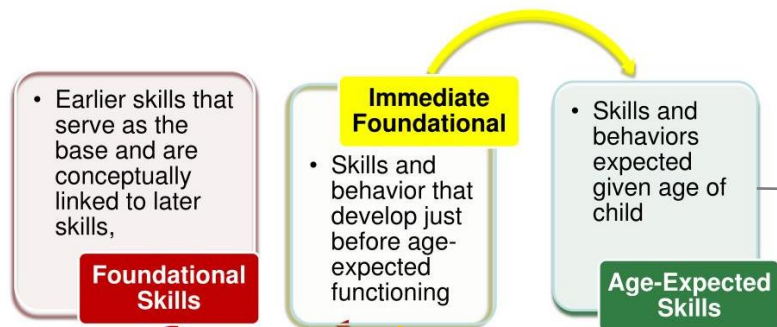 • Earlier skills that
serve as the
base and are
conceptually
linked to later
skills,
Foundational
Skills
Immediate
Foundational
• Skills and
behavior that
develop just
before age-
expected
functioning
• Skills and
behaviors
expected
given age of
child
Age-Expected
Skills